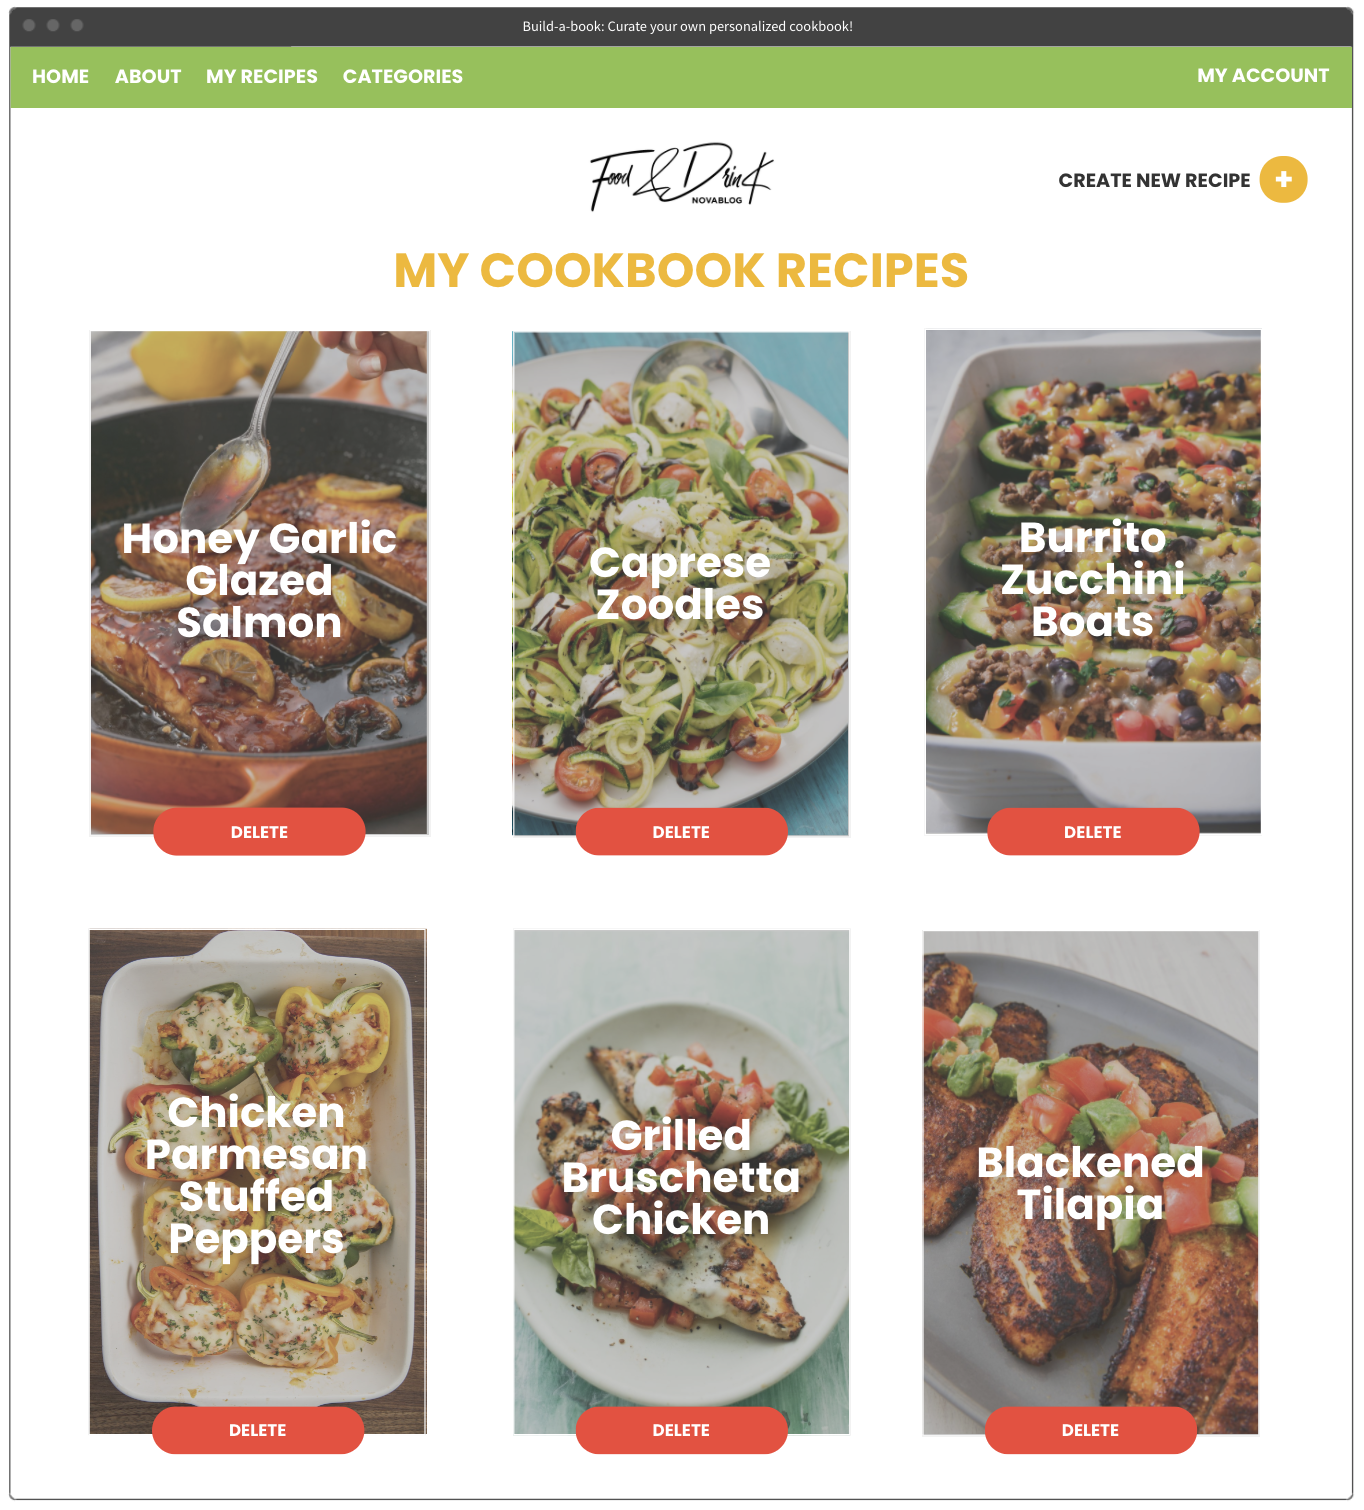 Build-a-book: Curate your own personalized cookbook!
HOME ABOUT MY RECIPES CATEGORIES MY ACCOUNT
Food & Drink
NOVABLOG
CREATE NEW RECIPE +
MY COOKBOOK RECIPES
Honey Garlic
Glazed
Salmon
DELETE
Caprese
Zoodles
DELETE
Burrito
Zucchini
Boats
DELETE
Chicken
Parmesan
Stuffed
Peppers
DELETE
Grilled
Bruschetta
Chicken
DELETE
Blackened
Tilapia
DELETE